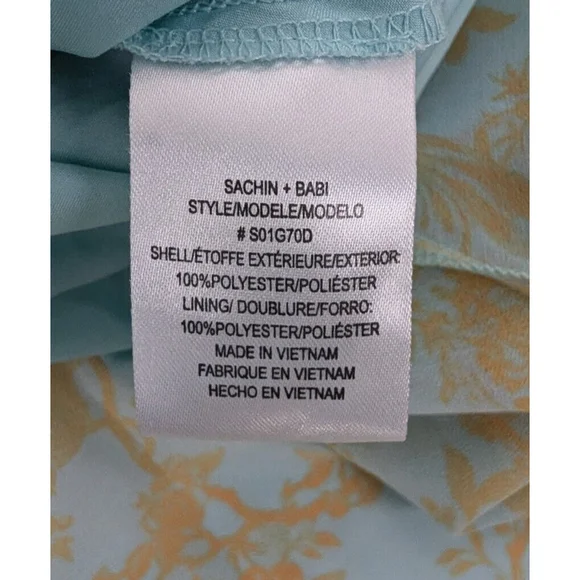 SACHIN + BABI
STYLE/MODELE/MODELO
# S01G70D
SHELL/ÉTOFFE EXTÉRIEURE/EXTERIOR:
100%POLYESTER/POLIÉSTER
LINING/ DOUBLURE/FORRO:
100%POLYESTER/POLIÉSTER
MADE IN VIETNAM
FABRIQUE EN VIETNAM
HECHO EN VIETNAM